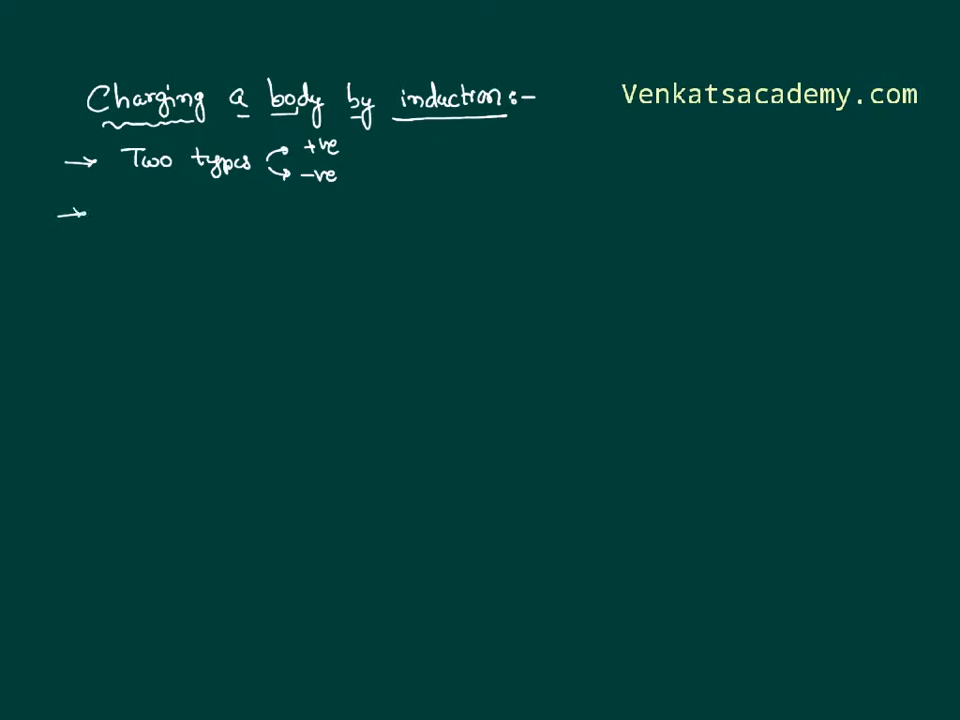 Charging a body by induction :-
Venkatsacademy.com
→ Two types → +ve
→ -ve
→